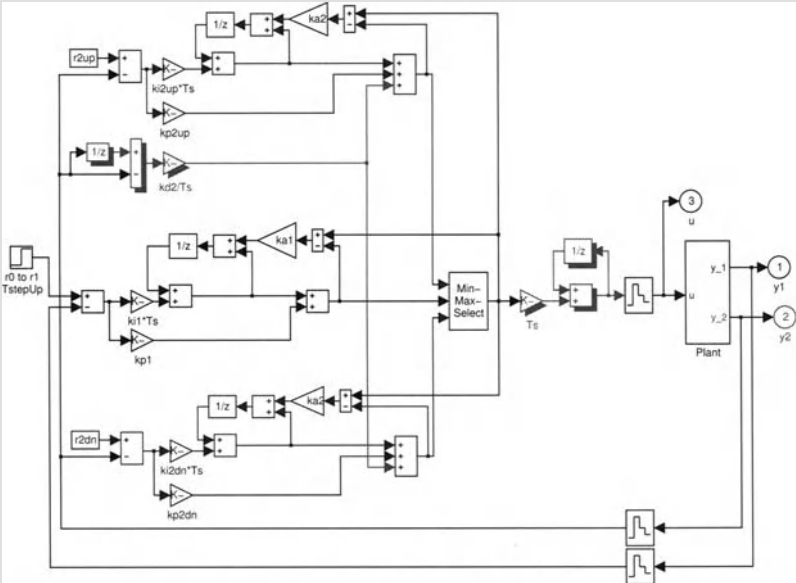 ka2
1/z
+
+
+
−
r2up
+
−
K−
ki2up*Ts
+
+
+
+
+
K−
kp2up
1/z
+
−
K−
kd2/Ts
3
u
ka1
1/z
+
+
+
−
1/z
r0 to r1
TstepUp
+
−
K−
ki1*Ts
+
+
+
+
K−
kp1
Min−
Max−
Select
K−
Ts
+
+
u
y_1
y_2
Plant
1
y1
2
y2
ka2
1/z
+
+
+
−
r2dn
+
−
K−
ki2dn*Ts
+
+
+
+
+
K−
kp2dn